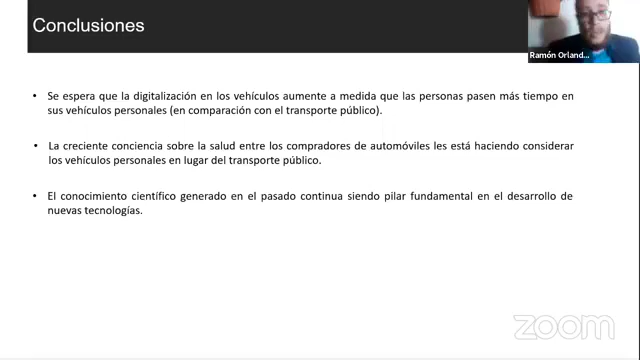 Conclusiones
Ramón Orland...
• Se espera que la digitalización en los vehículos aumente a medida que las personas pasen más tiempo en
sus vehículos personales (en comparación con el transporte público).
• La creciente conciencia sobre la salud entre los compradores de automóviles les está haciendo considerar
los vehículos personales en lugar del transporte público.
• El conocimiento científico generado en el pasado continua siendo pilar fundamental en el desarrollo de
nuevas tecnologías.
zoom